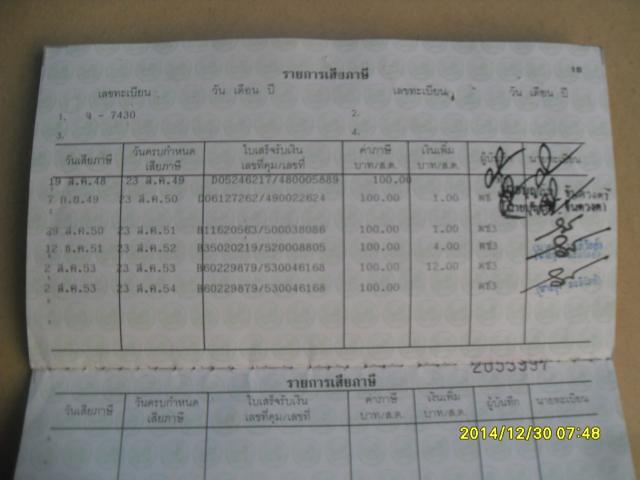 รายการเสียภาษี 18
เลขทะเบียน วัน เดือน ปี เลขทะเบียน วัน เดือน ปี
1. จ - 7430 2.
3. 4.
วันเสียภาษี วันครบกำหนดเสียภาษี ใบเสร็จรับเงิน เลขที่คุม/เลขที่ ค่าภาษี บาท/ส.ต. เงินเพิ่ม บาท/ส.ต. นายทะเบียน
19 ส.ค.48 23 ส.ค.49 D05246217/480005889 100.00
7 ก.ย.49 23 ส.ค.50 D06127262/490022624 100.00 1.00
29 ส.ค.50 23 ส.ค.51 B11620563/500038086 100.00 1.00 ผช3
12 ธ.ค.51 23 ส.ค.52 B35020219/520008805 100.00 4.00 ผช3
2 ส.ค.53 23 ส.ค.53 B60229879/530046168 100.00 12.00 ผช3
2 ส.ค.53 23 ส.ค.54 B60229879/530046168 100.00 ผช3
รายการเสียภาษี
วันเสียภาษี วันครบกำหนดเสียภาษี ใบเสร็จรับเงิน เลขที่คุม/เลขที่ ค่าภาษี บาท/ส.ต. เงินเพิ่ม บาท/ส.ต. ผู้บันทึก นายทะเบียน
2014/12/30 07:48